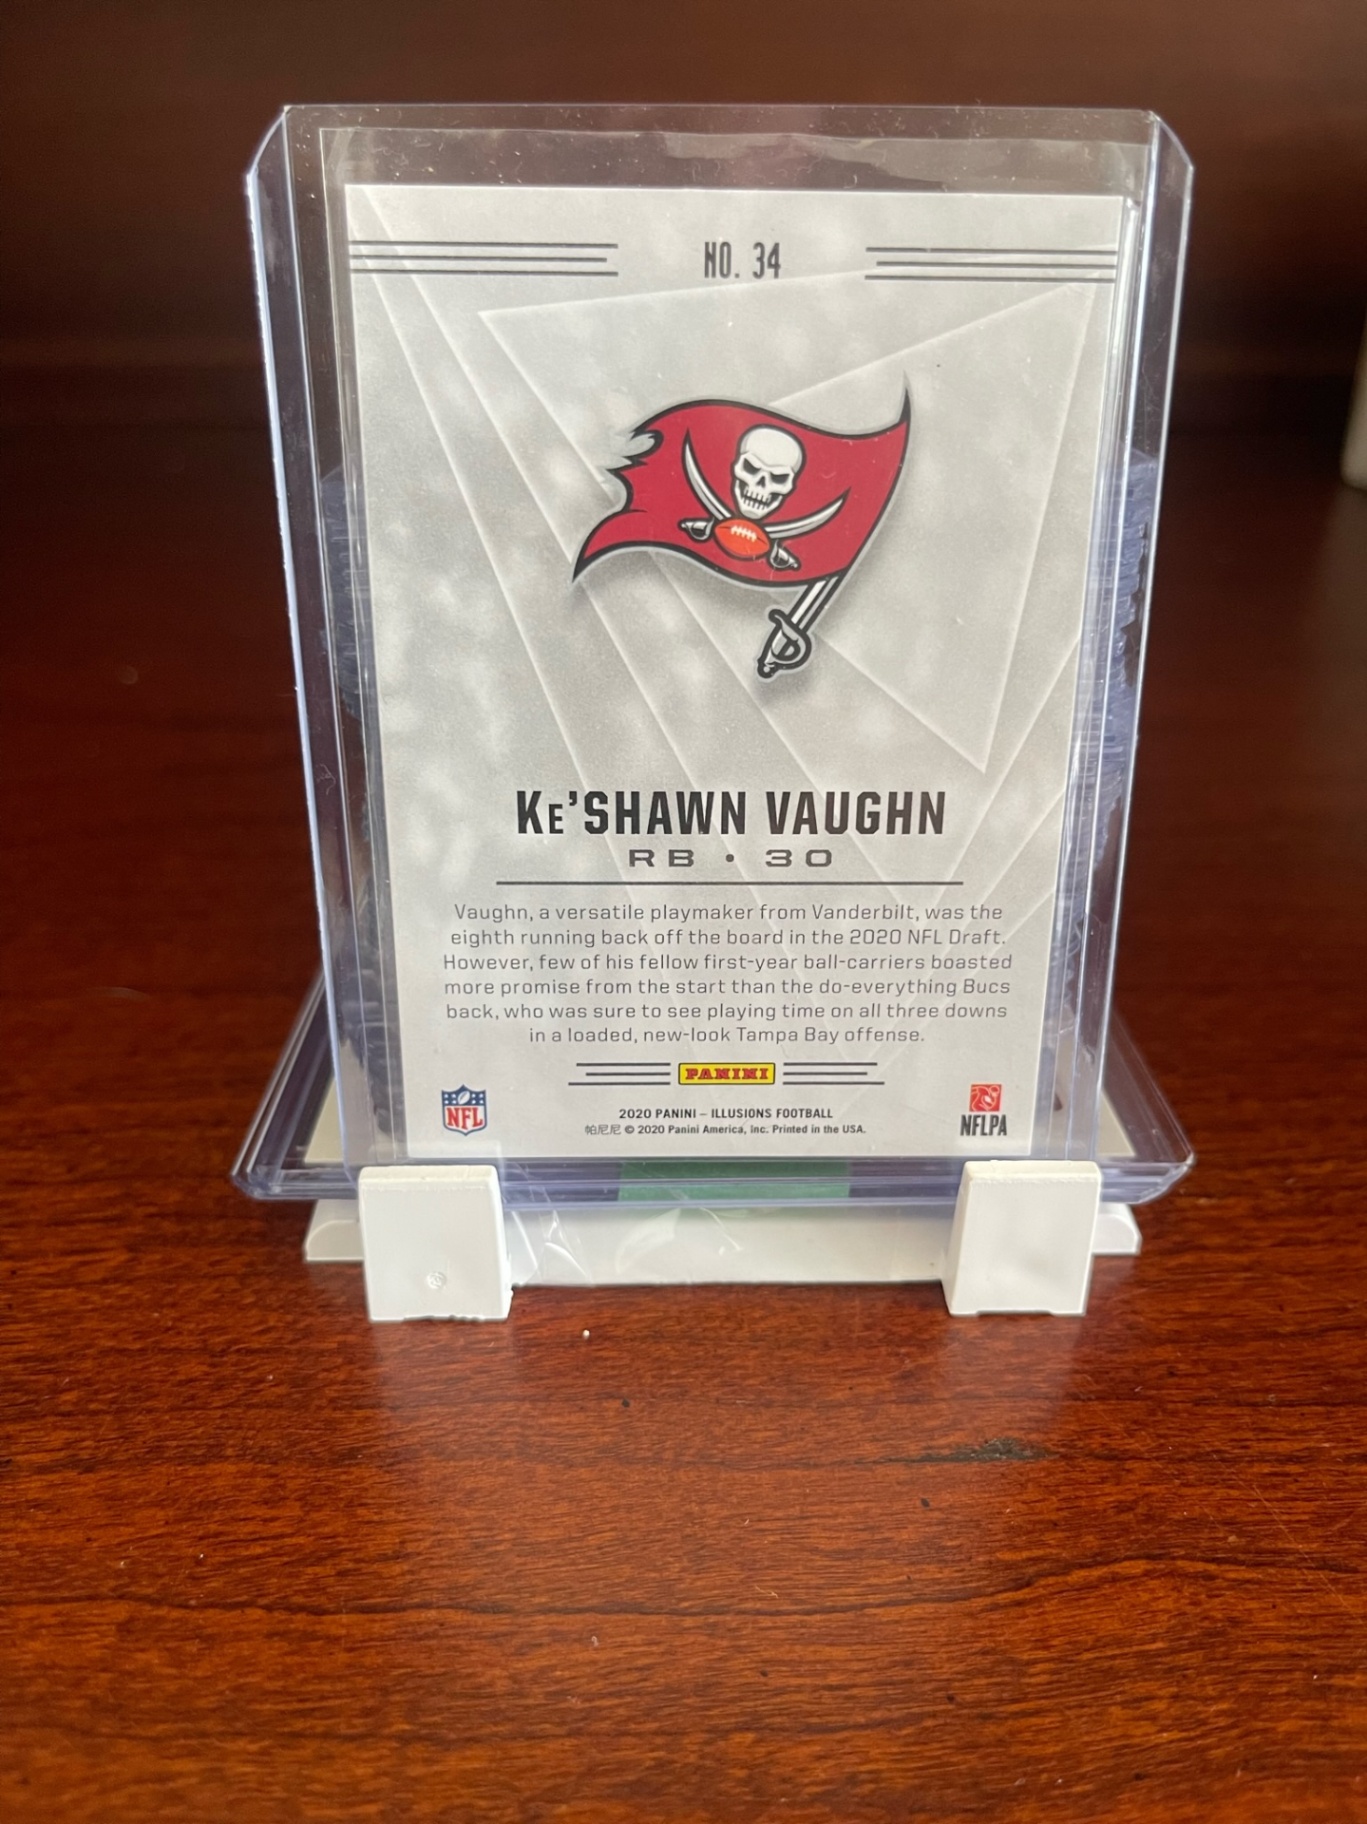 NO. 34
Ke'SHAWN VAUGHN
RB • 30
Vaughn, a versatile playmaker from Vanderbilt, was the
eighth running back off the board in the 2020 NFL Draft.
However, few of his fellow first-year ball-carriers boasted
more promise from the start than the do-everything Bucs
back, who was sure to see playing time on all three downs
in a loaded, new-look Tampa Bay offense.
PANINI
NFL
2020 PANINI – ILLUSIONS FOOTBALL
帕尼尼 © 2020 Panini America, Inc. Printed in the USA.
NFLPA